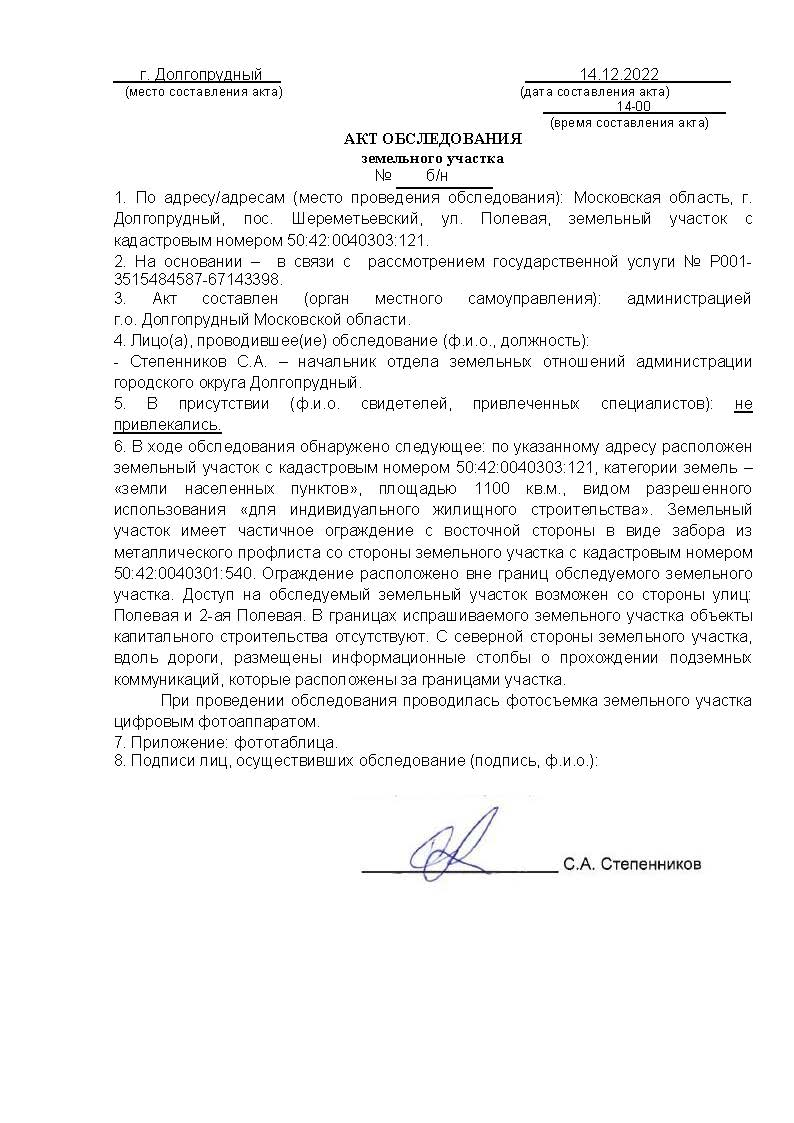 г. Долгопрудный 14.12.2022
(место составления акта) (дата составления акта)
14-00
(время составления акта)
АКТ ОБСЛЕДОВАНИЯ
земельного участка
№ б/н
1. По адресу/адресам (место проведения обследования): Московская область, г.
Долгопрудный, пос. Шереметьевский, ул. Полевая, земельный участок с
кадастровым номером 50:42:0040303:121.
2. На основании – в связи с рассмотрением государственной услуги № Р001-
3515484587-67143398.
3. Акт составлен (орган местного самоуправления): администрацией
г.о. Долгопрудный Московской области.
4. Лицо(а), проводившее(ие) обследование (ф.и.о., должность):
- Степенников С.А. – начальник отдела земельных отношений администрации
городского округа Долгопрудный.
5. В присутствии (ф.и.о. свидетелей, привлеченных специалистов): не
привлекались.
6. В ходе обследования обнаружено следующее: по указанному адресу расположен
земельный участок с кадастровым номером 50:42:0040303:121, категории земель –
«земли населенных пунктов», площадью 1100 кв.м., видом разрешенного
использования «для индивидуального жилищного строительства». Земельный
участок имеет частичное ограждение с восточной стороны в виде забора из
металлического профлиста со стороны земельного участка с кадастровым номером
50:42:0040301:540. Ограждение расположено вне границ обследуемого земельного
участка. Доступ на обследуемый земельный участок возможен со стороны улиц:
Полевая и 2-ая Полевая. В границах испрашиваемого земельного участка объекты
капитального строительства отсутствуют. С северной стороны земельного участка,
вдоль дороги, размещены информационные столбы о прохождении подземных
коммуникаций, которые расположены за границами участка.
При проведении обследования проводилась фотосъемка земельного участка
цифровым фотоаппаратом.
7. Приложение: фототаблица.
8. Подписи лиц, осуществивших обследование (подпись, ф.и.о.):
С.А. Степенников